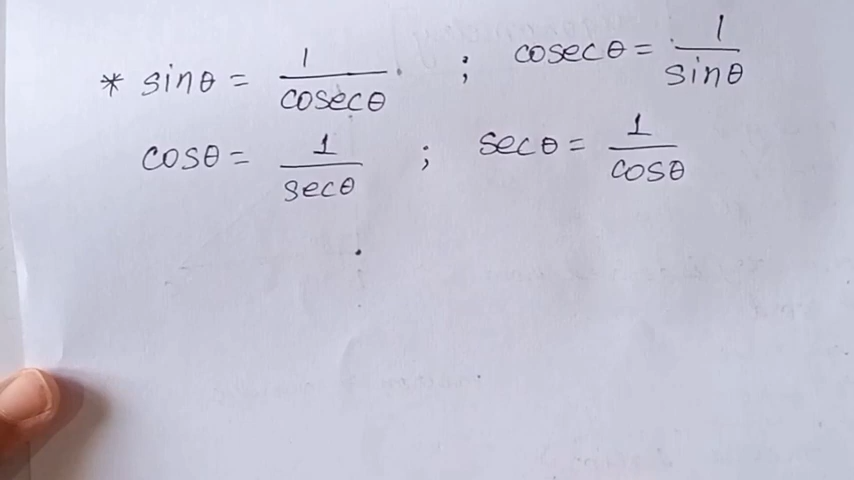 * sinθ = 1/cosecθ ; cosecθ = 1/sinθ
cosθ = 1/secθ ; secθ = 1/cosθ